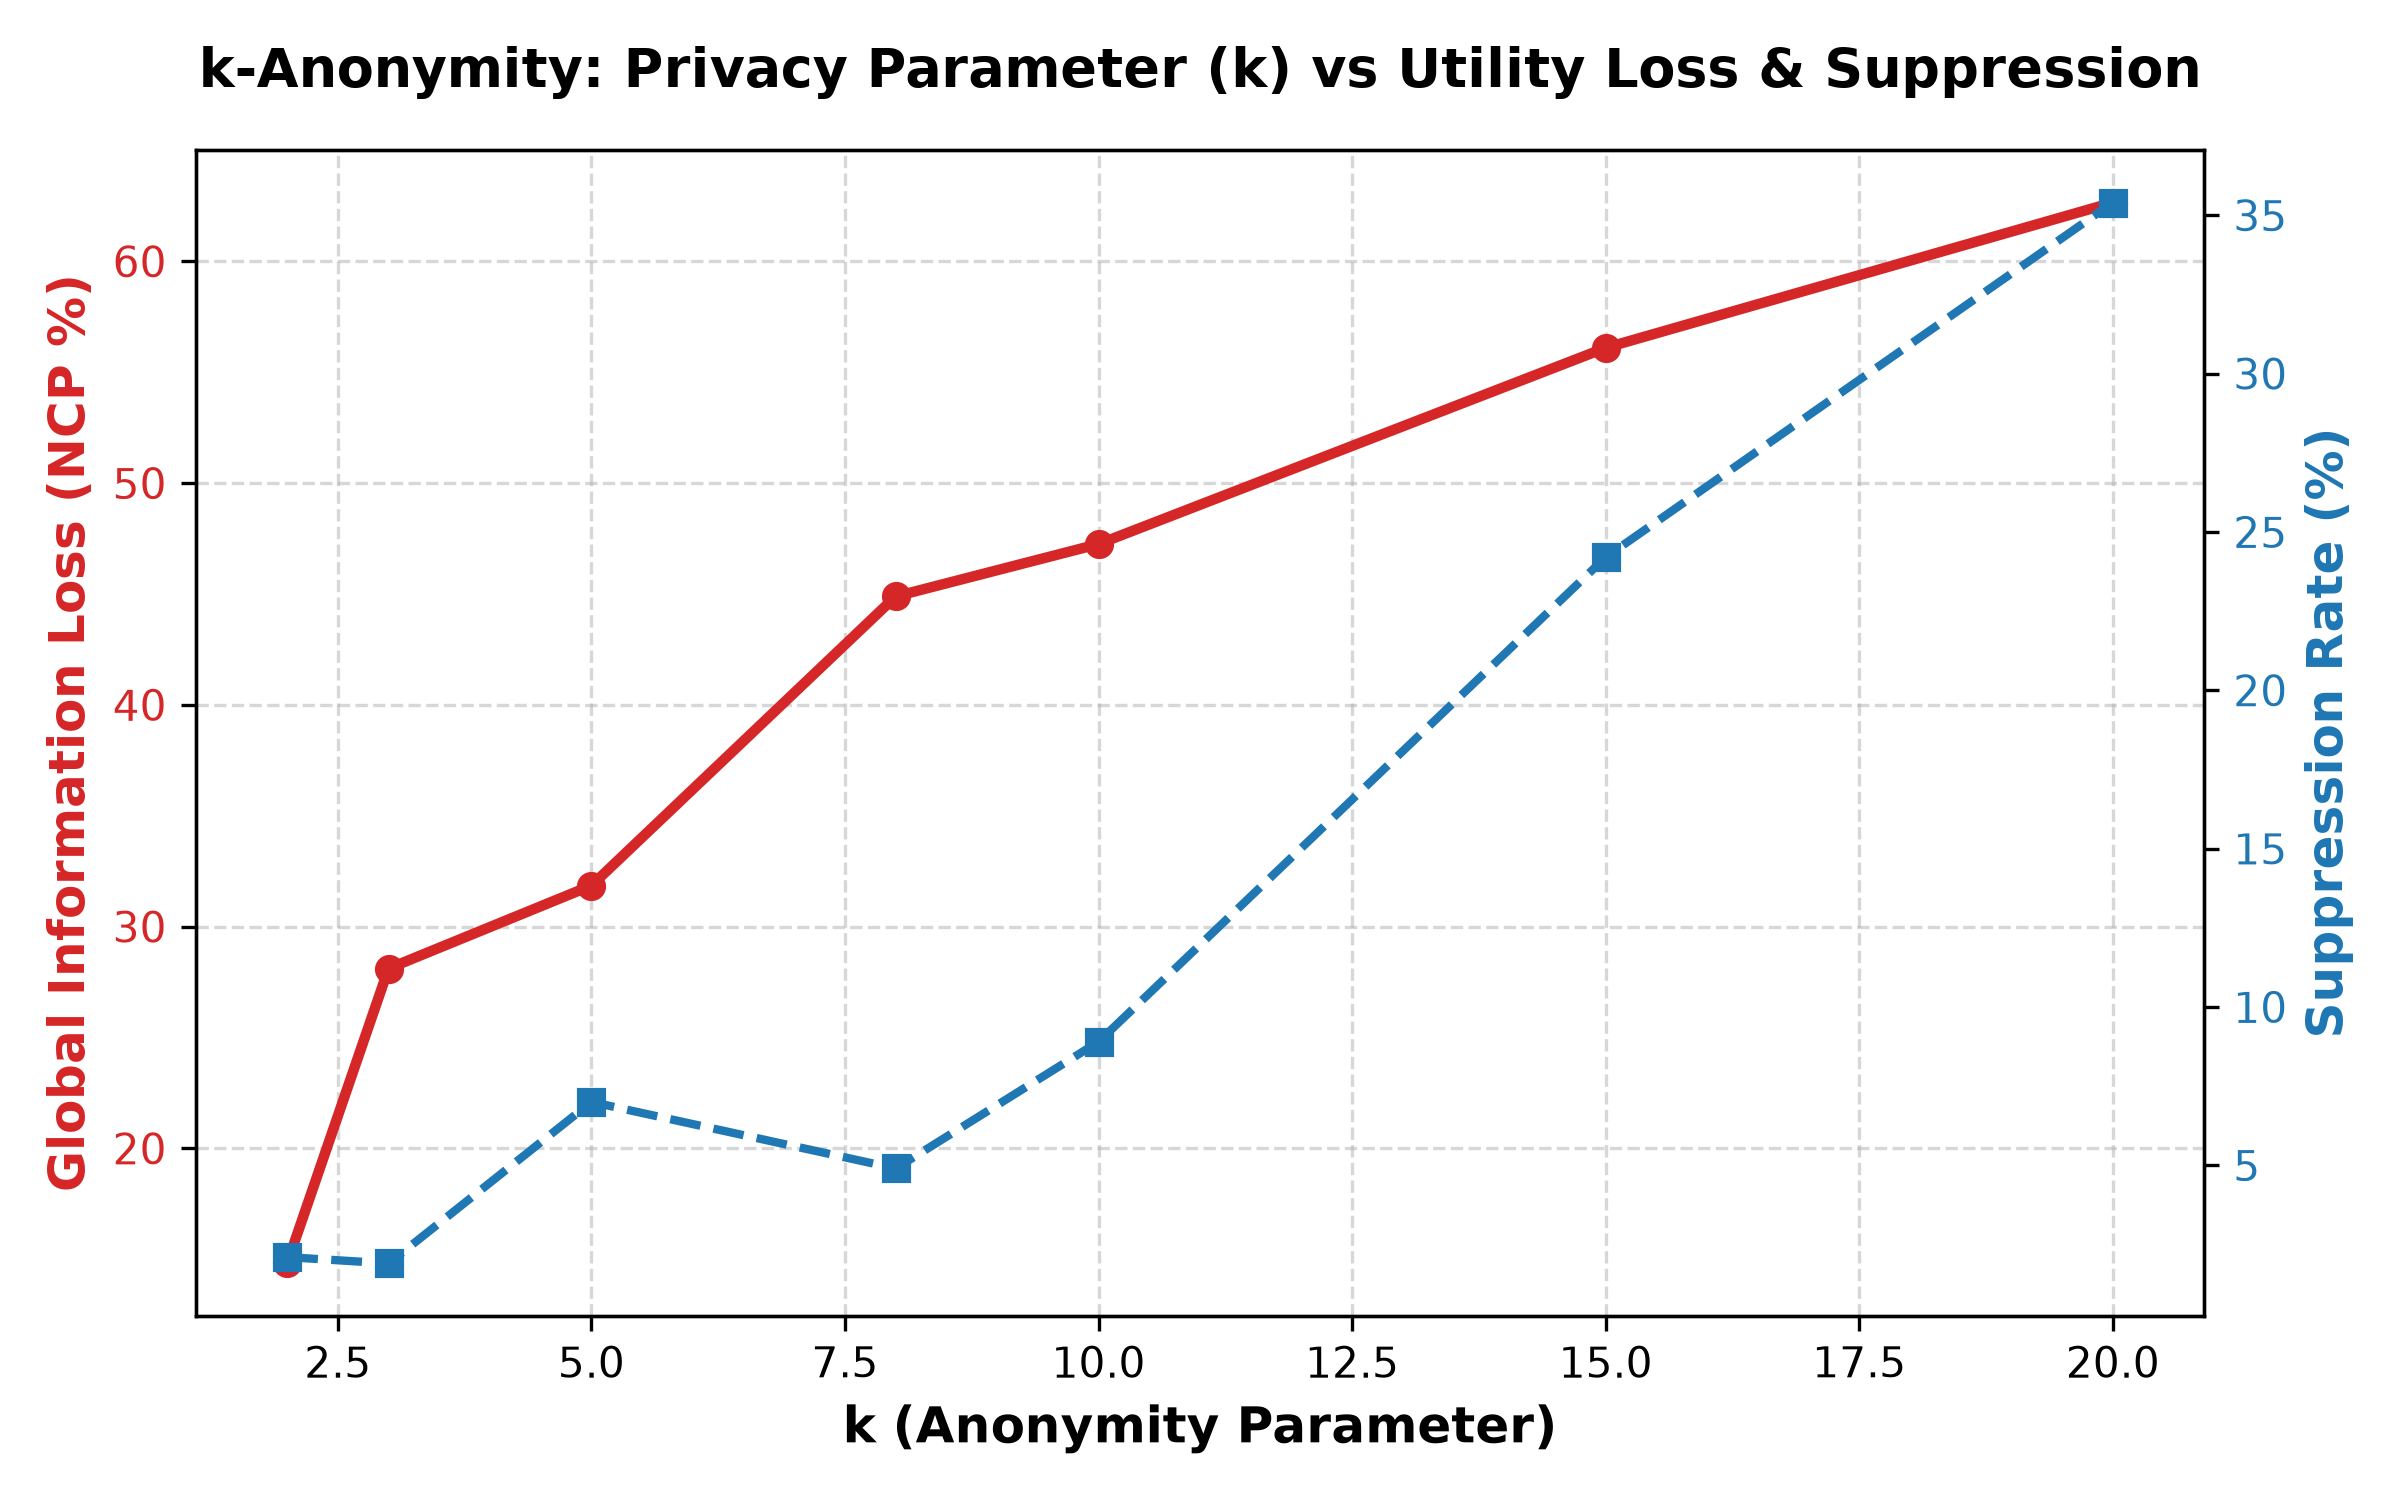 k-Anonymity: Privacy Parameter (k) vs Utility Loss & Suppression
Global Information Loss (NCP %)
60
50
40
30
20
35
30
25
20
15
10
5
Suppression Rate (%)
2.5 5.0 7.5 10.0 12.5 15.0 17.5 20.0
k (Anonymity Parameter)